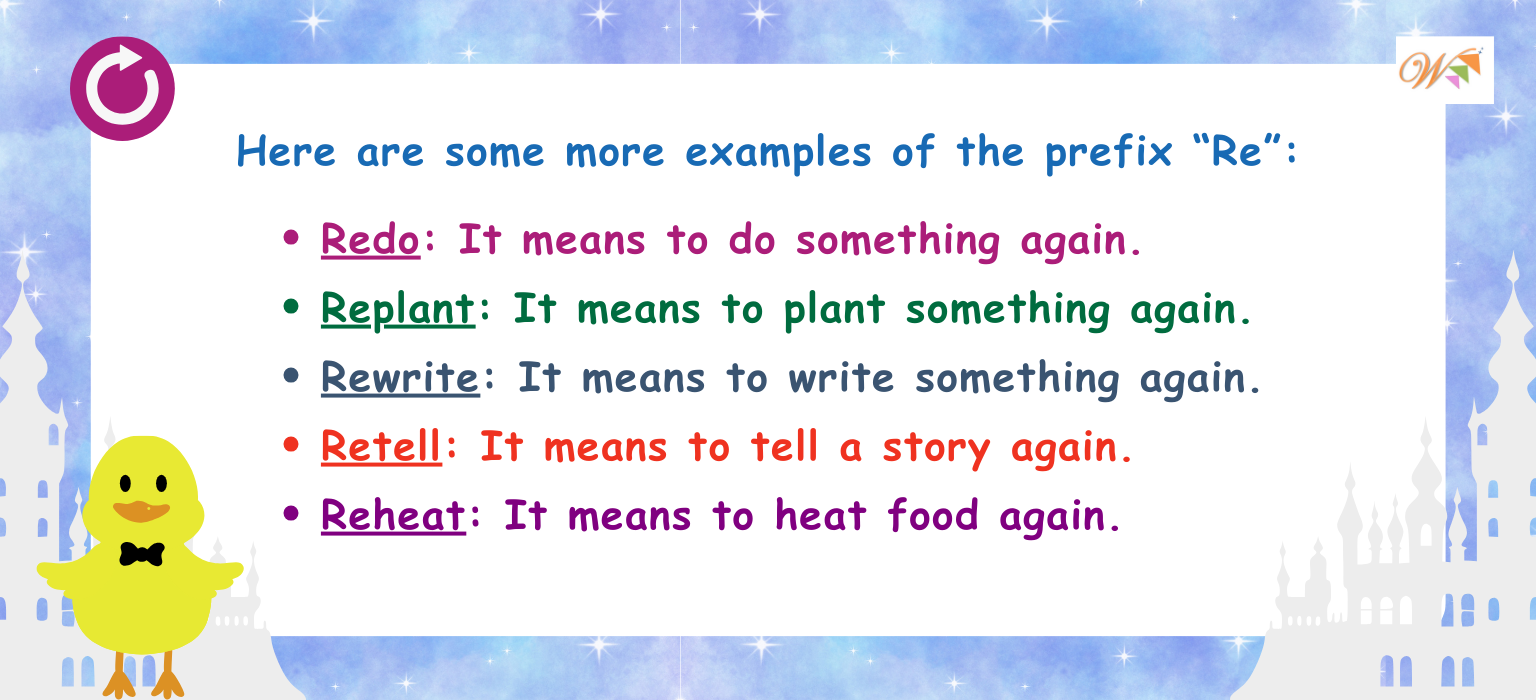 W
Here are some more examples of the prefix “Re”:
• Redo: It means to do something again.
• Replant: It means to plant something again.
• Rewrite: It means to write something again.
• Retell: It means to tell a story again.
• Reheat: It means to heat food again.